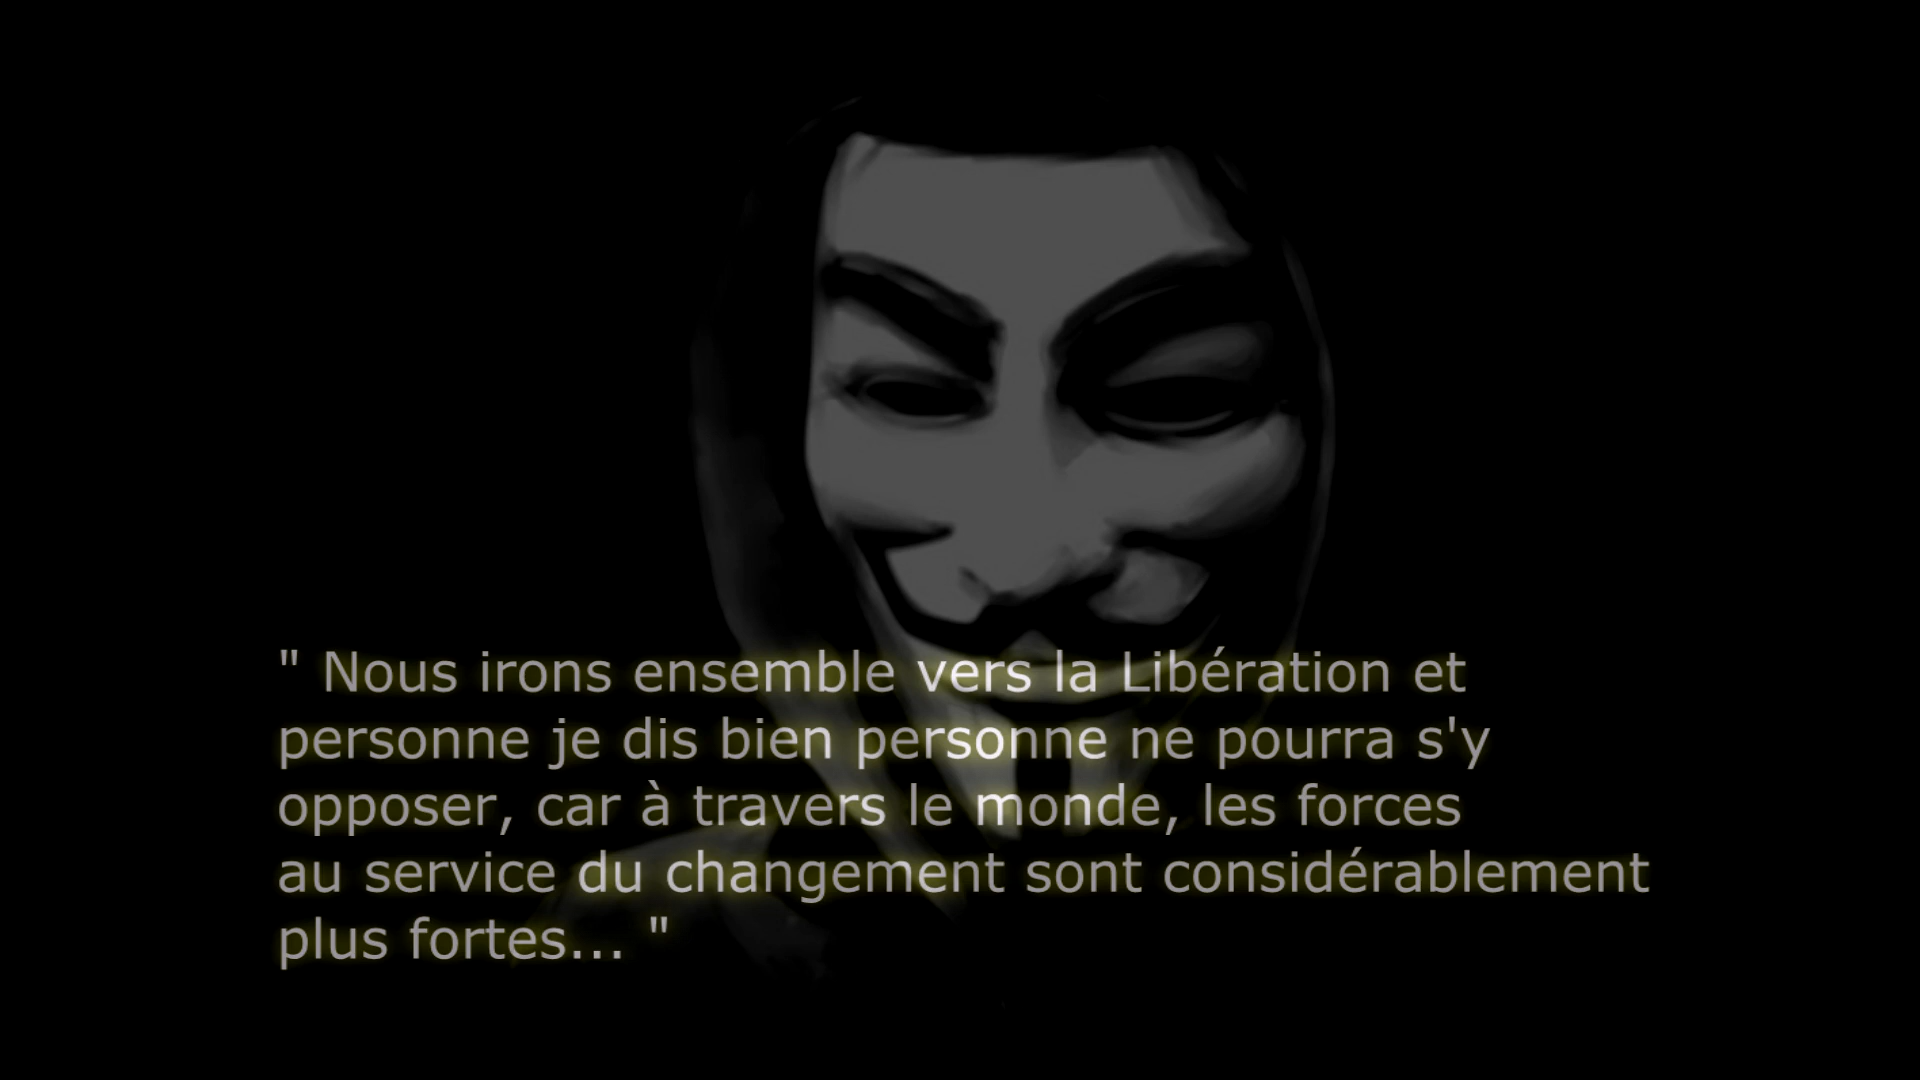 " Nous irons ensemble vers la Libération et
personne je dis bien personne ne pourra s'y
opposer, car à travers le monde, les forces
au service du changement sont considérablement
plus fortes... "